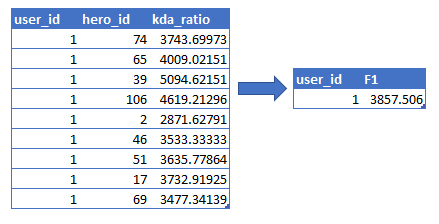 user_id hero_id kda_ratio
1 74 3743.69973
1 65 4009.02151
1 39 5094.62151
1 106 4619.21296
1 2 2871.62791
1 46 3533.33333
1 51 3635.77864
1 17 3732.91925
1 69 3477.34139
user_id F1
1 3857.506